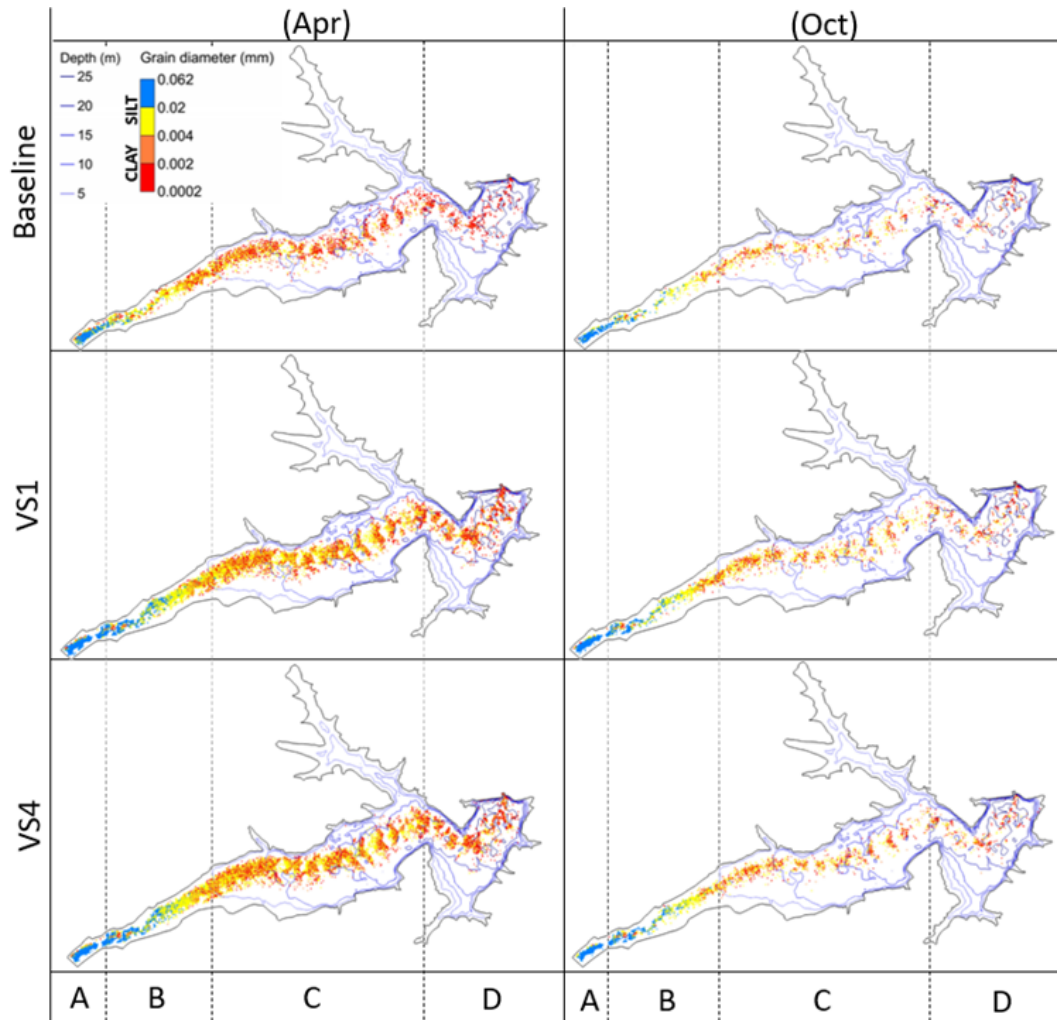 (Apr)
(Oct)
Baseline
Depth (m)
25
20
15
10
5
Grain diameter (mm)
SILT
CLAY
0.062
0.02
0.004
0.002
0.0002
VS1
VS4
A B C D
A B C D